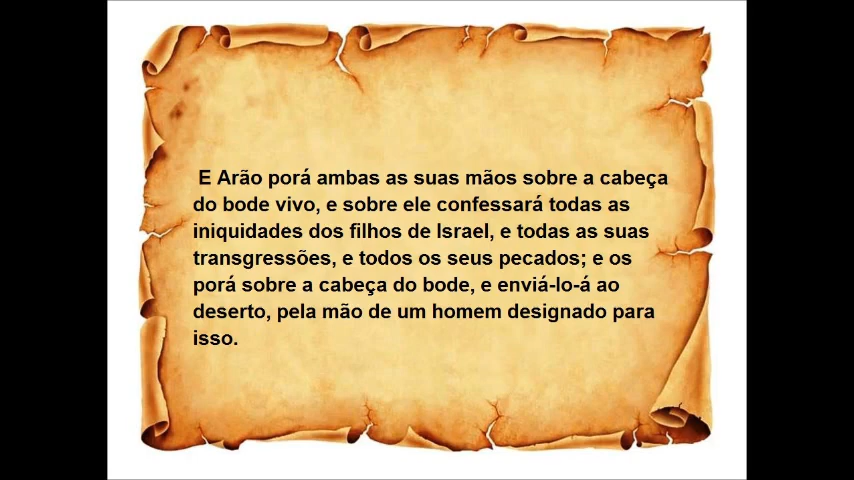 E Arão porá ambas as suas mãos sobre a cabeça
do bode vivo, e sobre ele confessará todas as
iniquidades dos filhos de Israel, e todas as suas
transgressões, e todos os seus pecados; e os
porá sobre a cabeça do bode, e enviá-lo-á ao
deserto, pela mão de um homem designado para
isso.